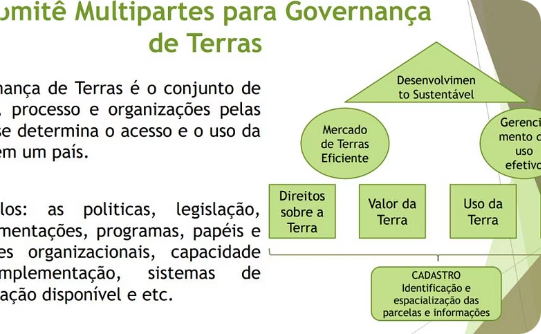 omitê Multipartes para Governança
de Terras
nança de Terras é o conjunto de
, processo e organizações pelas
se determina o acesso e o uso da
em um país.
los: as politicas, legislação,
mentações, programas, papéis e
es organizacionais, capacidade
mplementação, sistemas de
ação disponível e etc.
Desenvolvimen
to Sustentável
Mercado
de Terras
Eficiente
Gerenci
mento d
uso
efetivo
Direitos
sobre a
Terra
Valor da
Terra
Uso da
Terra
CADASTRO
Identificação e
espacialização das
parcelas e informações